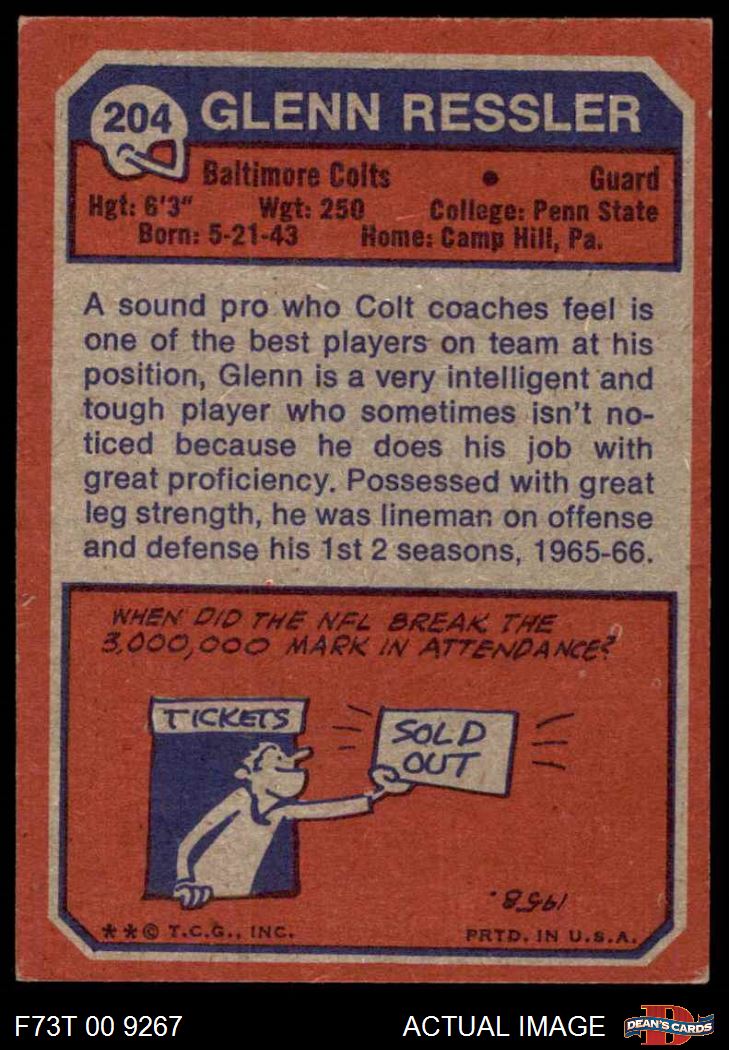 204 GLENN RESSLER
Baltimore Colts • Guard
Hgt: 6'3" Wgt: 250 College: Penn State
Born: 5-21-43 Home: Camp Hill, Pa.
A sound pro who Colt coaches feel is
one of the best players on team at his
position, Glenn is a very intelligent and
tough player who sometimes isn't no-
ticed because he does his job with
great proficiency. Possessed with great
leg strength, he was lineman on offense
and defense his 1st 2 seasons, 1965-66.
WHEN DID THE NFL BREAK THE
3,000,000 MARK IN ATTENDANCE?
TICKETS
SOLD
OUT
1958.
**© T.C.G., INC. PRTD. IN U.S.A.
F73T 00 9267 ACTUAL IMAGE
D
DEAN'S CARDS